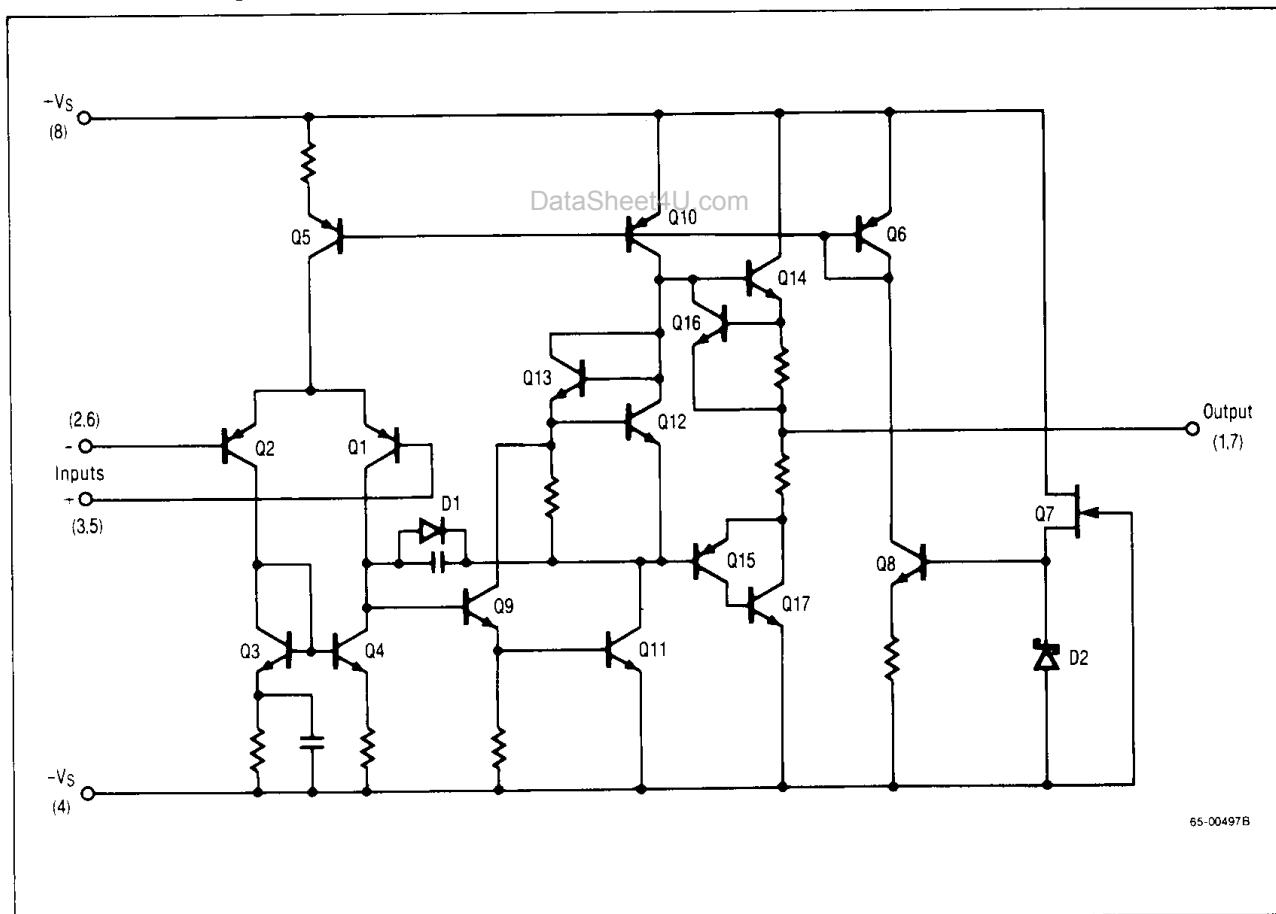 +Vs
(8)
DataSheet4U.com
Q10
Q5
Q6
Q14
Q16
Q13
(2,6)
-
Q2
Q1
Q12
Output
(1,7)
Inputs
+
(3,5)
D1
Q7
Q15
Q8
Q9
Q17
Q3
Q4
Q11
D2
-Vs
(4)
65-00497B